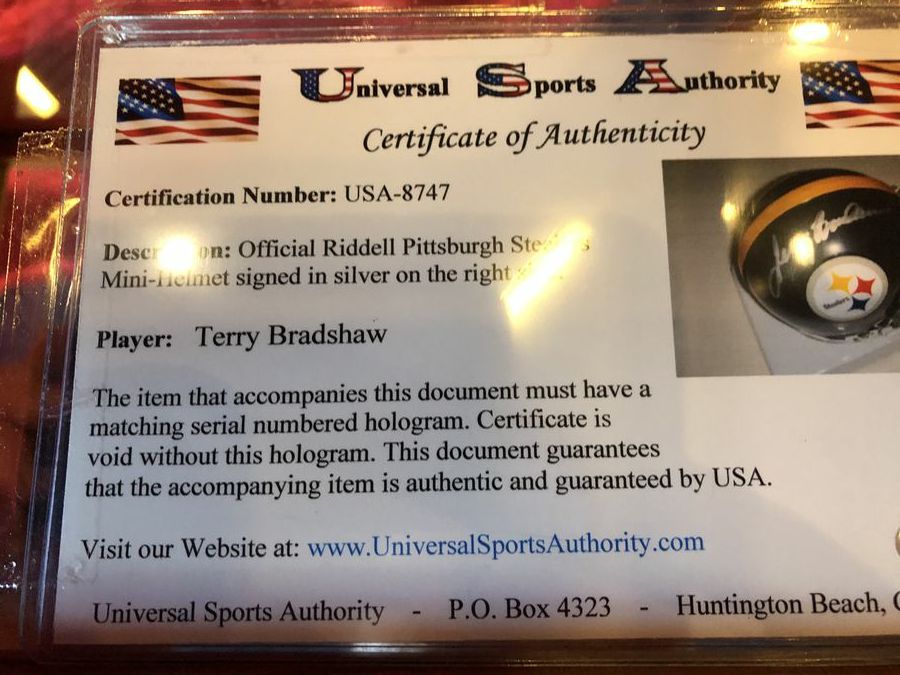 Universal Sports Authority
Certificate of Authenticity
Certification Number: USA-8747
Official Riddell Pittsburgh
Mini-Helmet signed in silver on the right
Player: Terry Bradshaw
The item that accompanies this document must have a
matching serial numbered hologram. Certificate is
void without this hologram. This document guarantees
that the accompanying item is authentic and guaranteed by USA.
Visit our Website at: www.UniversalSportsAuthority.com
Universal Sports Authority - P.O. Box 4323 - Huntington Beach,
Steelers